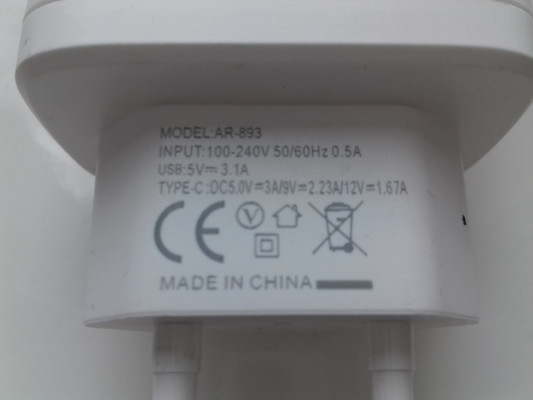 MODEL:AR-893
INPUT:100-240V 50/60Hz 0.5A
USB:5V⎓3.1A
TYPE-C:DC5.0V⎓3A/9V⎓2.23A/12V⎓1.67A
CE V
MADE IN CHINA